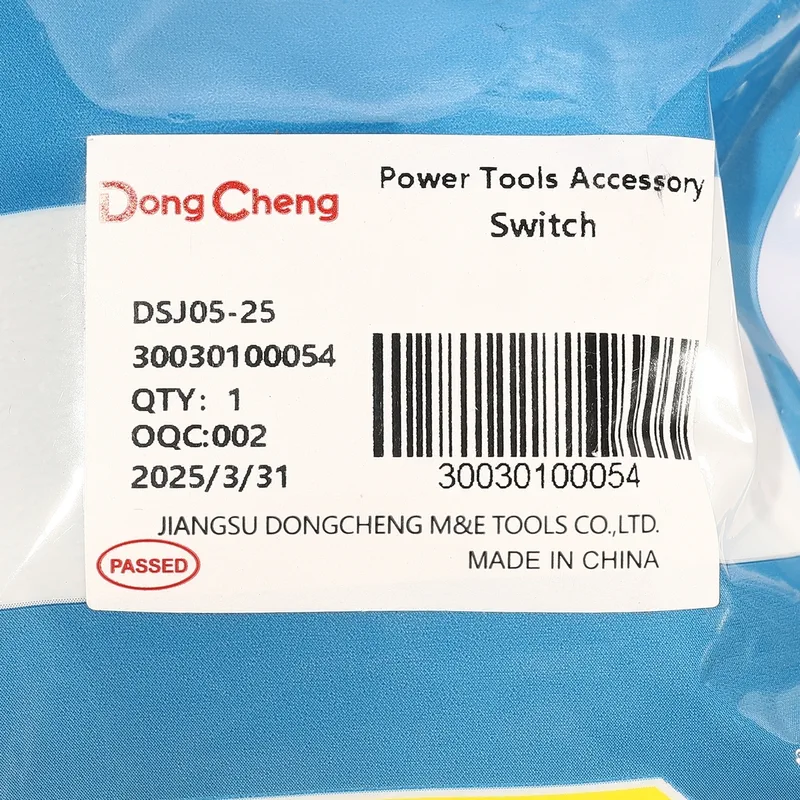 Dong Cheng
Power Tools Accessory
Switch
DSJ05-25
30030100054
QTY: 1
OQC:002
2025/3/31
30030100054
JIANGSU DONGCHENG M&E TOOLS CO.,LTD.
PASSED
MADE IN CHINA